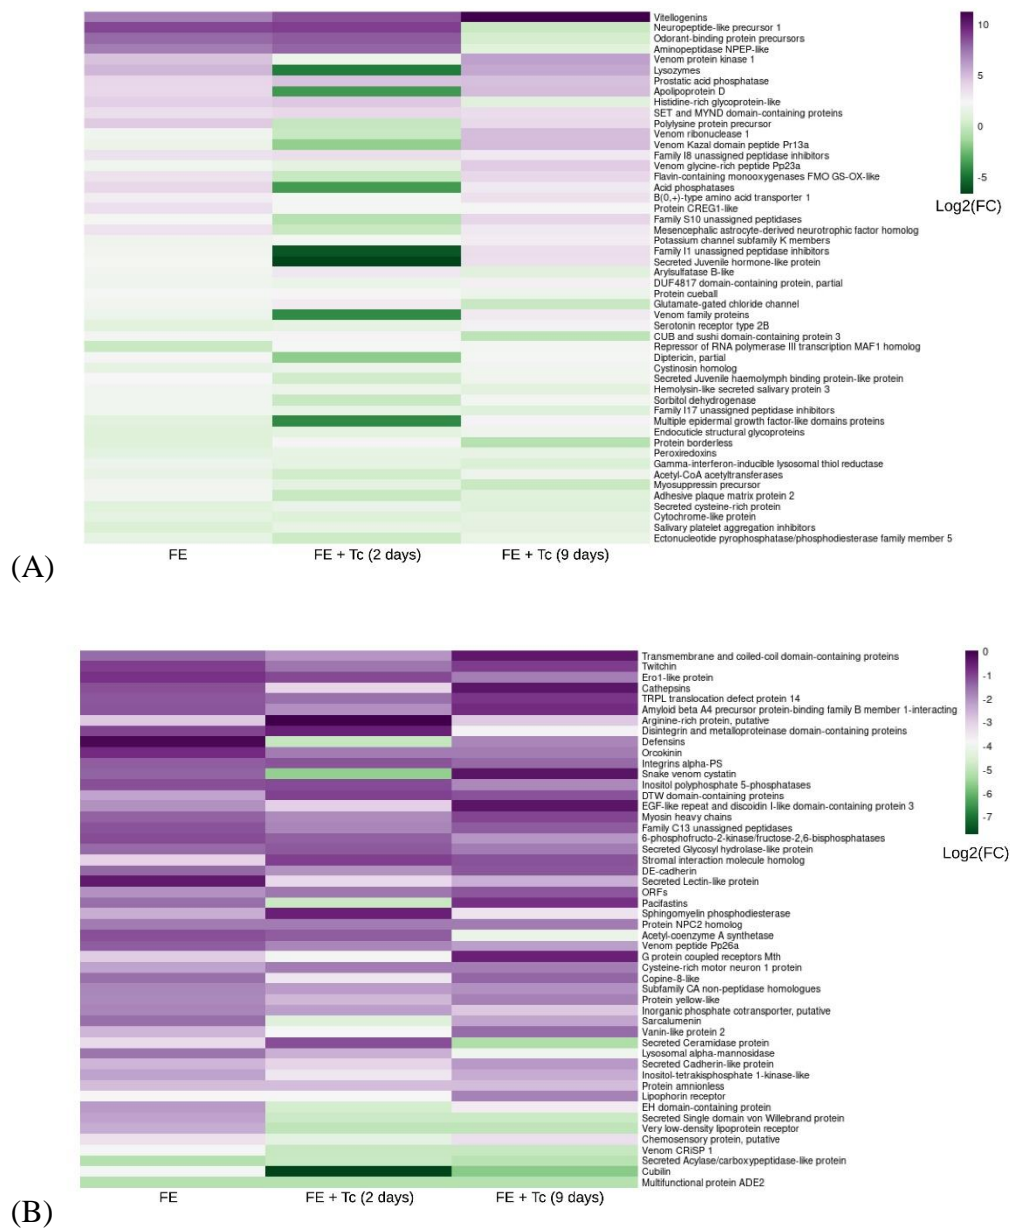 Vitellogenins
Neuropeptide-like precursor 1
Odorant-binding protein precursors
Aminopeptidase NPEP-like
Venom protein kinase 1
Lysozymes
Prostatic acid phosphatase
Apolipoprotein D
Histidine-rich glycoprotein-like
SET and MYND domain-containing proteins
Polylysine protein precursor
Venom ribonuclease 1
Venom Kazal domain peptide Pr13a
Family I8 unassigned peptidase inhibitors
Venom glycine-rich peptide Pp23a
Flavin-containing monooxygenases FMO GS-OX-like
Acid phosphatases
B(0,+)-type amino acid transporter 1
Protein CREG1-like
Family S10 unassigned peptidases
Mesencephalic astrocyte-derived neurotrophic factor homolog
Potassium channel subfamily K members
Family I1 unassigned peptidase inhibitors
Secreted Juvenile hormone-like protein
Arylsulfatase B-like
DUF4817 domain-containing protein, partial
Protein cueball
Glutamate-gated chloride channel
Venom family proteins
Serotonin receptor type 2B
CUB and sushi domain-containing protein 3
Repressor of RNA polymerase III transcription MAF1 homolog
Diptericin, partial
Cystinosin homolog
Secreted Juvenile haemolymph binding protein-like protein
Hemolysin-like secreted salivary protein 3
Sorbitol dehydrogenase
Family I17 unassigned peptidase inhibitors
Multiple epidermal growth factor-like domains proteins
Endocuticle structural glycoproteins
Protein borderless
Peroxiredoxins
Gamma-interferon-inducible lysosomal thiol reductase
Acetyl-CoA acetyltransferases
Myosuppressin precursor
Adhesive plaque matrix protein 2
Secreted cysteine-rich protein
Cytochrome-like protein
Salivary platelet aggregation inhibitors
Ectonucleotide pyrophosphatase/phosphodiesterase family member 5
10
5
0
-5
Log2(FC)
FE
FE + Tc (2 days)
FE + Tc (9 days)
(A)
Transmembrane and coiled-coil domain-containing proteins
Twitchin
Ero1-like protein
Cathepsins
TRPL translocation defect protein 14
Amyloid beta A4 precursor protein-binding family B member 1-interacting
Arginine-rich protein, putative
Disintegrin and metalloproteinase domain-containing proteins
Defensins
Orcokinin
Integrins alpha-PS
Snake venom cystatin
Inositol polyphosphate 5-phosphatases
DTW domain-containing proteins
EGF-like repeat and discoidin I-like domain-containing protein 3
Myosin heavy chains
Family C13 unassigned peptidases
6-phosphofructo-2-kinase/fructose-2,6-bisphosphatases
Secreted Glycosyl hydrolase-like protein
Stromal interaction molecule homolog
DE-cadherin
Secreted Lectin-like protein
ORFs
Pacifastins
Sphingomyelin phosphodiesterase
Protein NPC2 homolog
Acetyl-coenzyme A synthetase
Venom peptide Pp26a
G protein coupled receptors Mth
Cysteine-rich motor neuron 1 protein
Copine-8-like
Subfamily CA non-peptidase homologues
Protein yellow-like
Inorganic phosphate cotransporter, putative
Sarcalumenin
Vanin-like protein 2
Secreted Ceramidase protein
Lysosomal alpha-mannosidase
Secreted Cadherin-like protein
Inositol-tetrakisphosphate 1-kinase-like
Protein amnionless
Lipophorin receptor
EH domain-containing protein
Secreted Single domain von Willebrand protein
Very low-density lipoprotein receptor
Chemosensory protein, putative
Venom CRiSP 1
Secreted Acylase/carboxypeptidase-like protein
Cubilin
Multifunctional protein ADE2
0
-1
-2
-3
-4
-5
-6
-7
Log2(FC)
FE
FE + Tc (2 days)
FE + Tc (9 days)
(B)